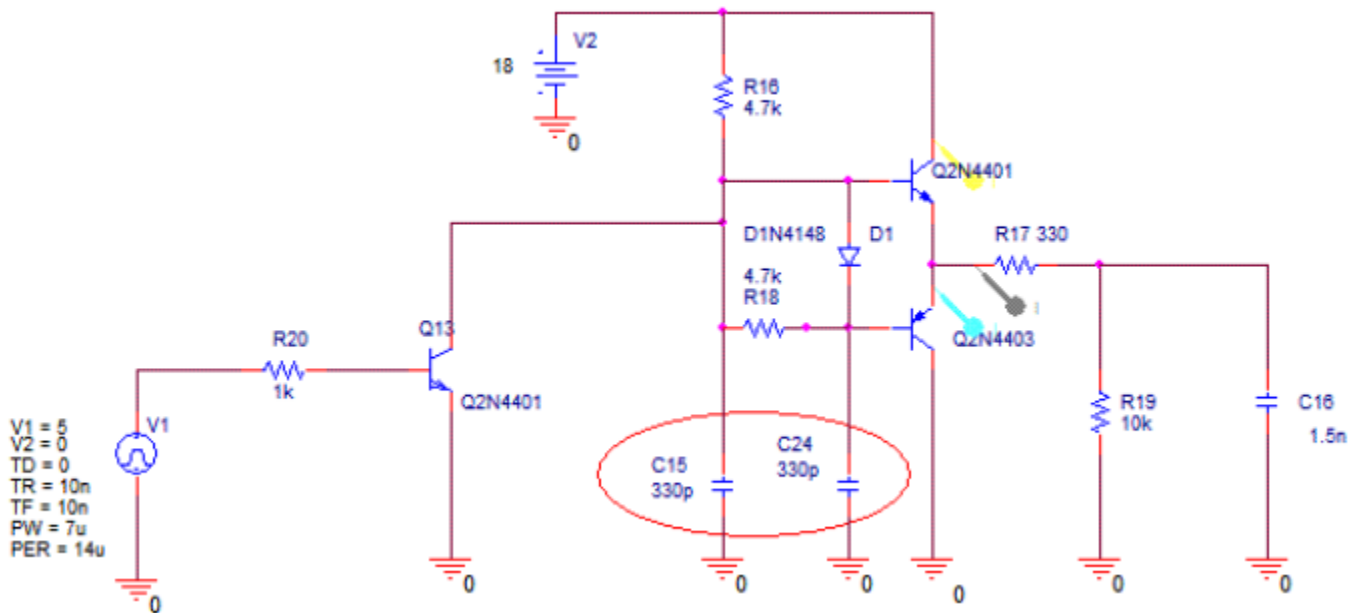 V2
18
0
R16
4.7k
Q2N4401
D1N4148
D1
R17 330
4.7k
R18
Q2N4403
Q13
R20
1k
Q2N4401
V1
V1 = 5
V2 = 0
TD = 0
TR = 10n
TF = 10n
PW = 7u
PER = 14u
C15
330p
C24
330p
R19
10k
C16
1.5n
0
0
0
0
0
0
0